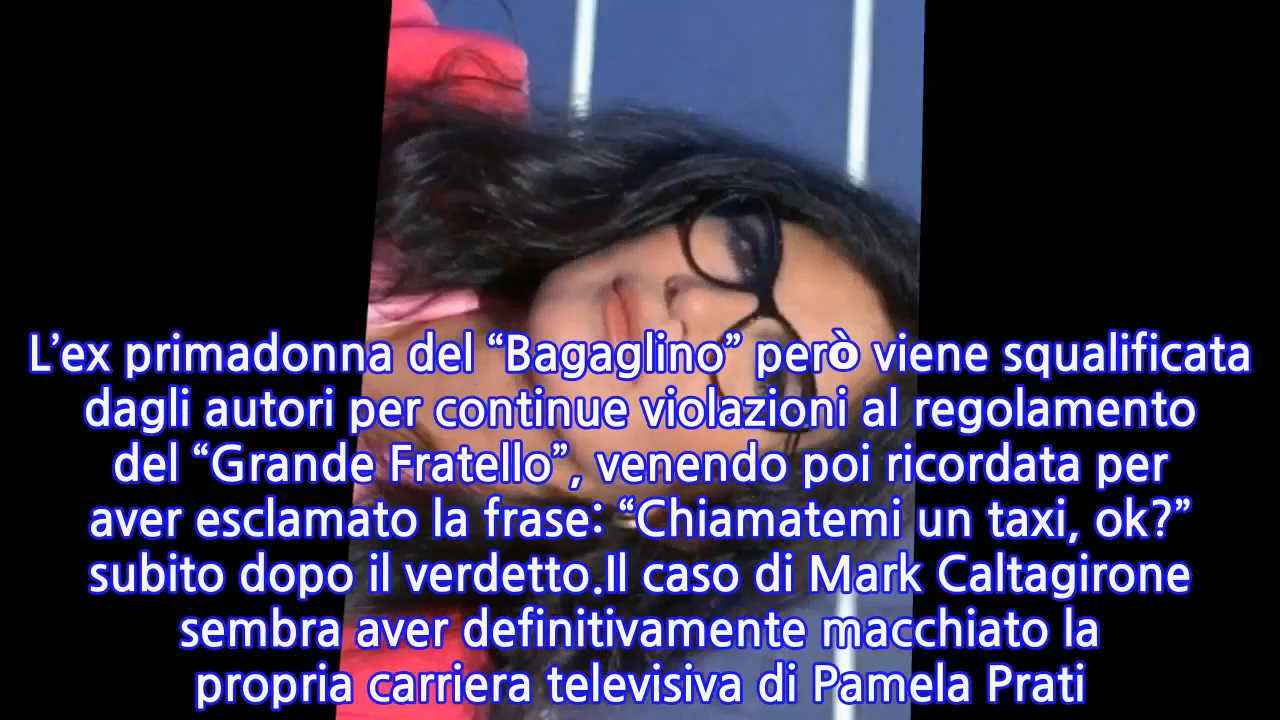 L’ex primadonna del “Bagaglino” però viene squalificata
dagli autori per continue violazioni al regolamento
del “Grande Fratello”, venendo poi ricordata per
aver esclamato la frase: “Chiamatemi un taxi, ok?”
subito dopo il verdetto.Il caso di Mark Caltagirone
sembra aver definitivamente macchiato la
propria carriera televisiva di Pamela Prati